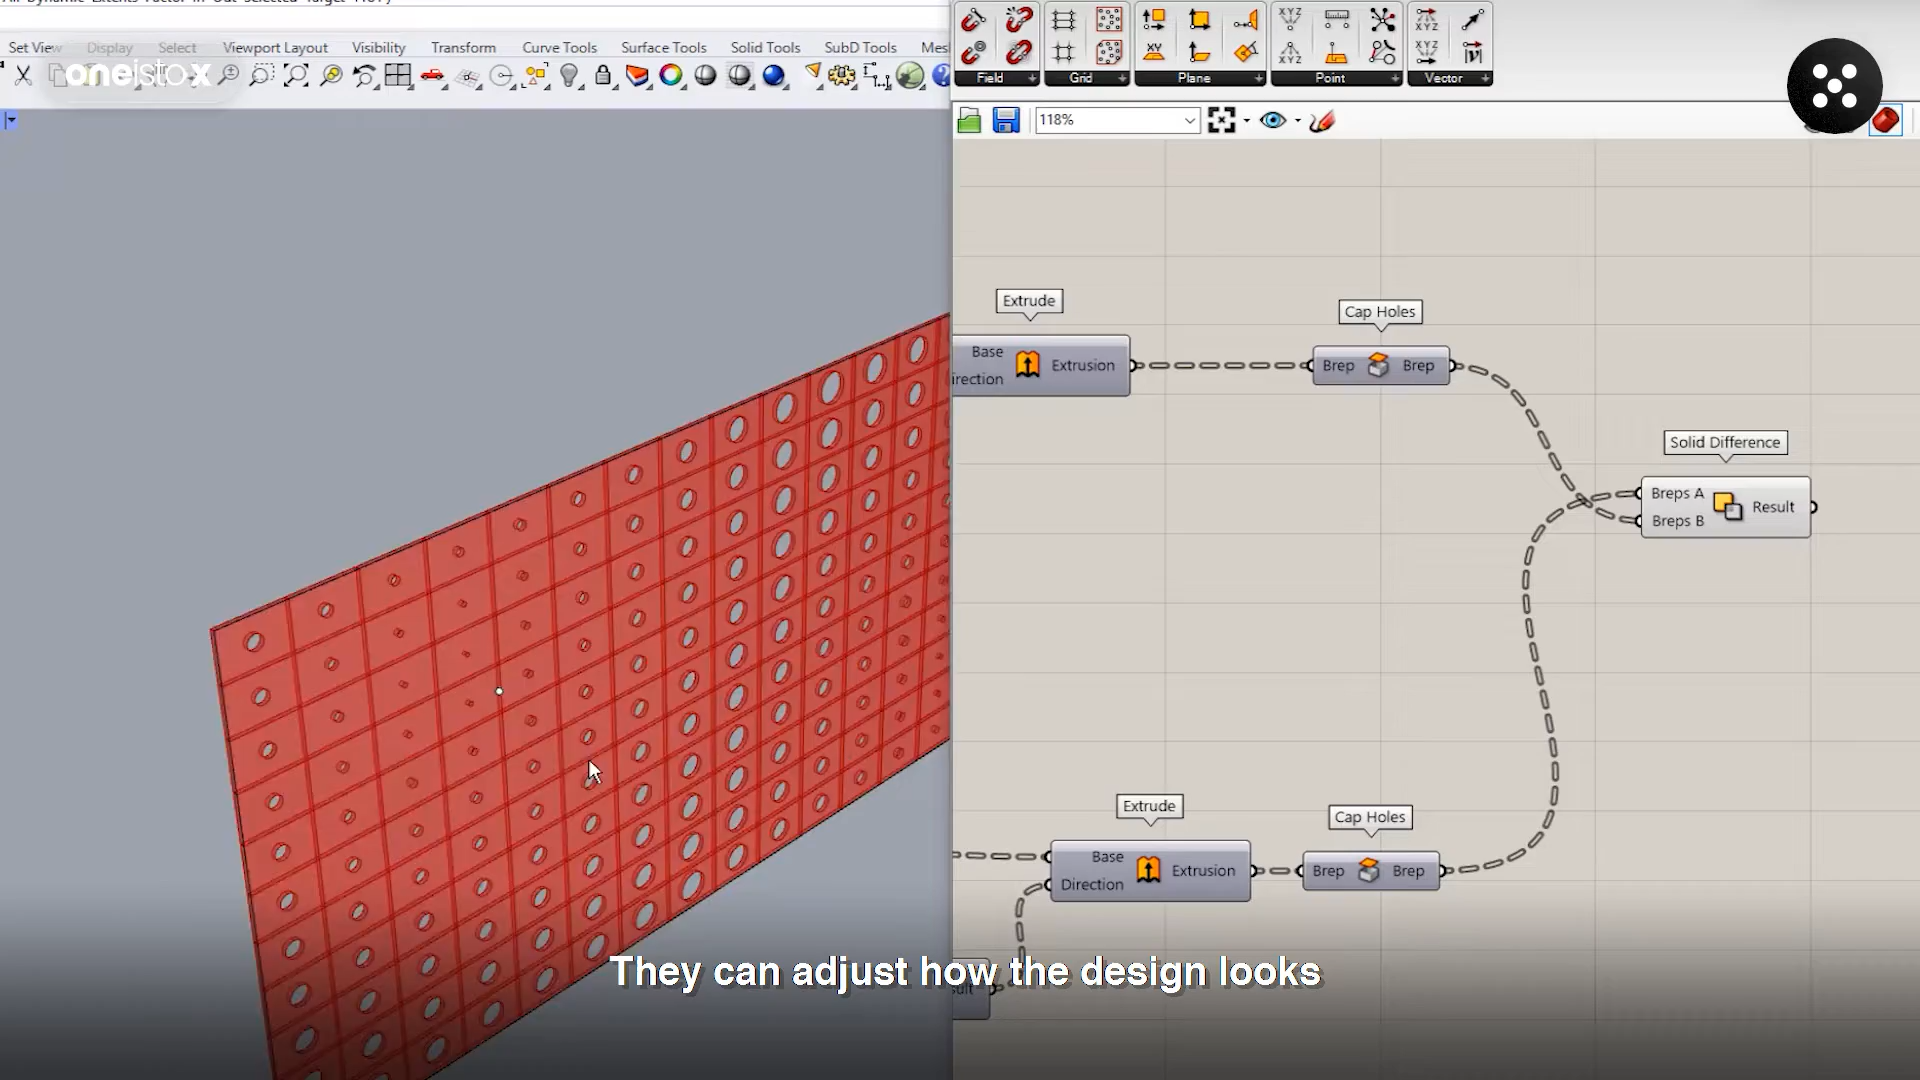 Set View Display Select Viewport Layout Visibility Transform Curve Tools Surface Tools Solid Tools SubD Tools Mes
oneistox
Field Grid Plane Point Vector
118%
Extrude
Base
irection
Extrusion
Cap Holes
Brep Brep
Solid Difference
Breps A
Breps B
Result
Extrude
Base
Direction
Extrusion
Cap Holes
Brep Brep
They can adjust how the design looks